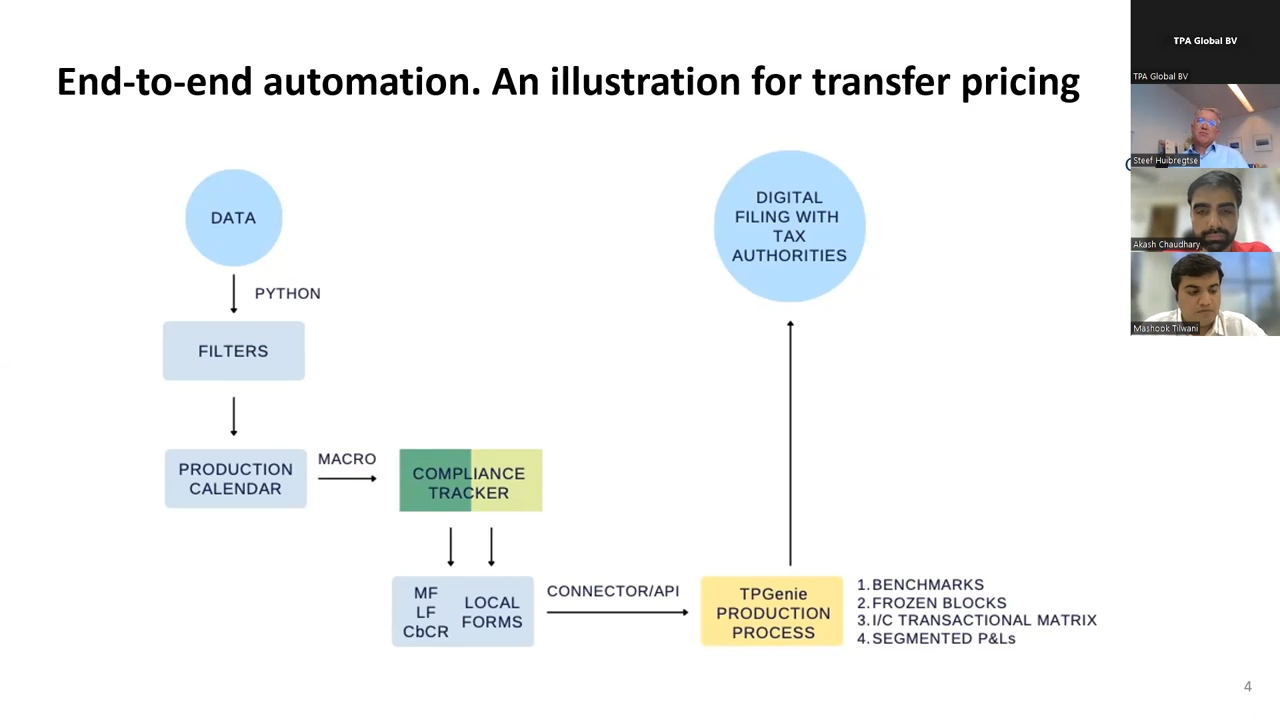 End-to-end automation. An illustration for transfer pricing
DATA
PYTHON
FILTERS
PRODUCTION
CALENDAR
MACRO
COMPLIANCE
TRACKER
MF
LF
CbCR
LOCAL
FORMS
CONNECTOR/API
TPGenie
PRODUCTION
PROCESS
1. BENCHMARKS
2. FROZEN BLOCKS
3. I/C TRANSACTIONAL MATRIX
4. SEGMENTED P&Ls
DIGITAL
FILING WITH
TAX
AUTHORITIES
4
TPA Global BV
TPA Global BV
Steef Huibregtse
Akash Chaudhary
Mashook Tilwani